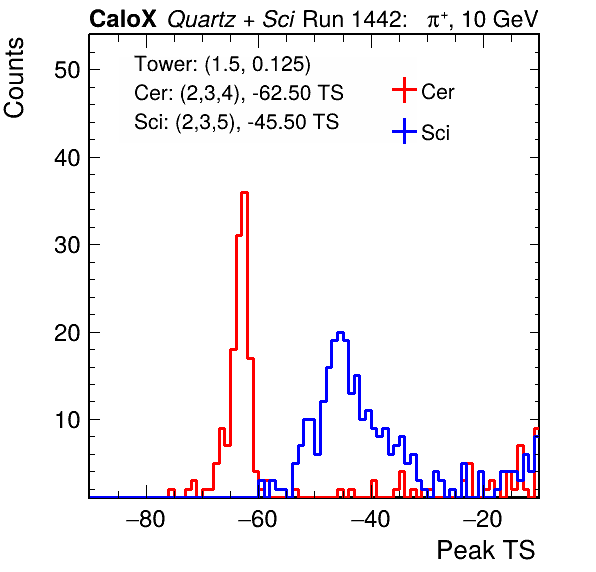 CaloX Quartz + Sci Run 1442: π⁺, 10 GeV
Counts
Tower: (1.5, 0.125)
Cer: (2,3,4), -62.50 TS
Sci: (2,3,5), -45.50 TS
Cer
Sci
50
40
30
20
10
−80 −60 −40 −20
Peak TS